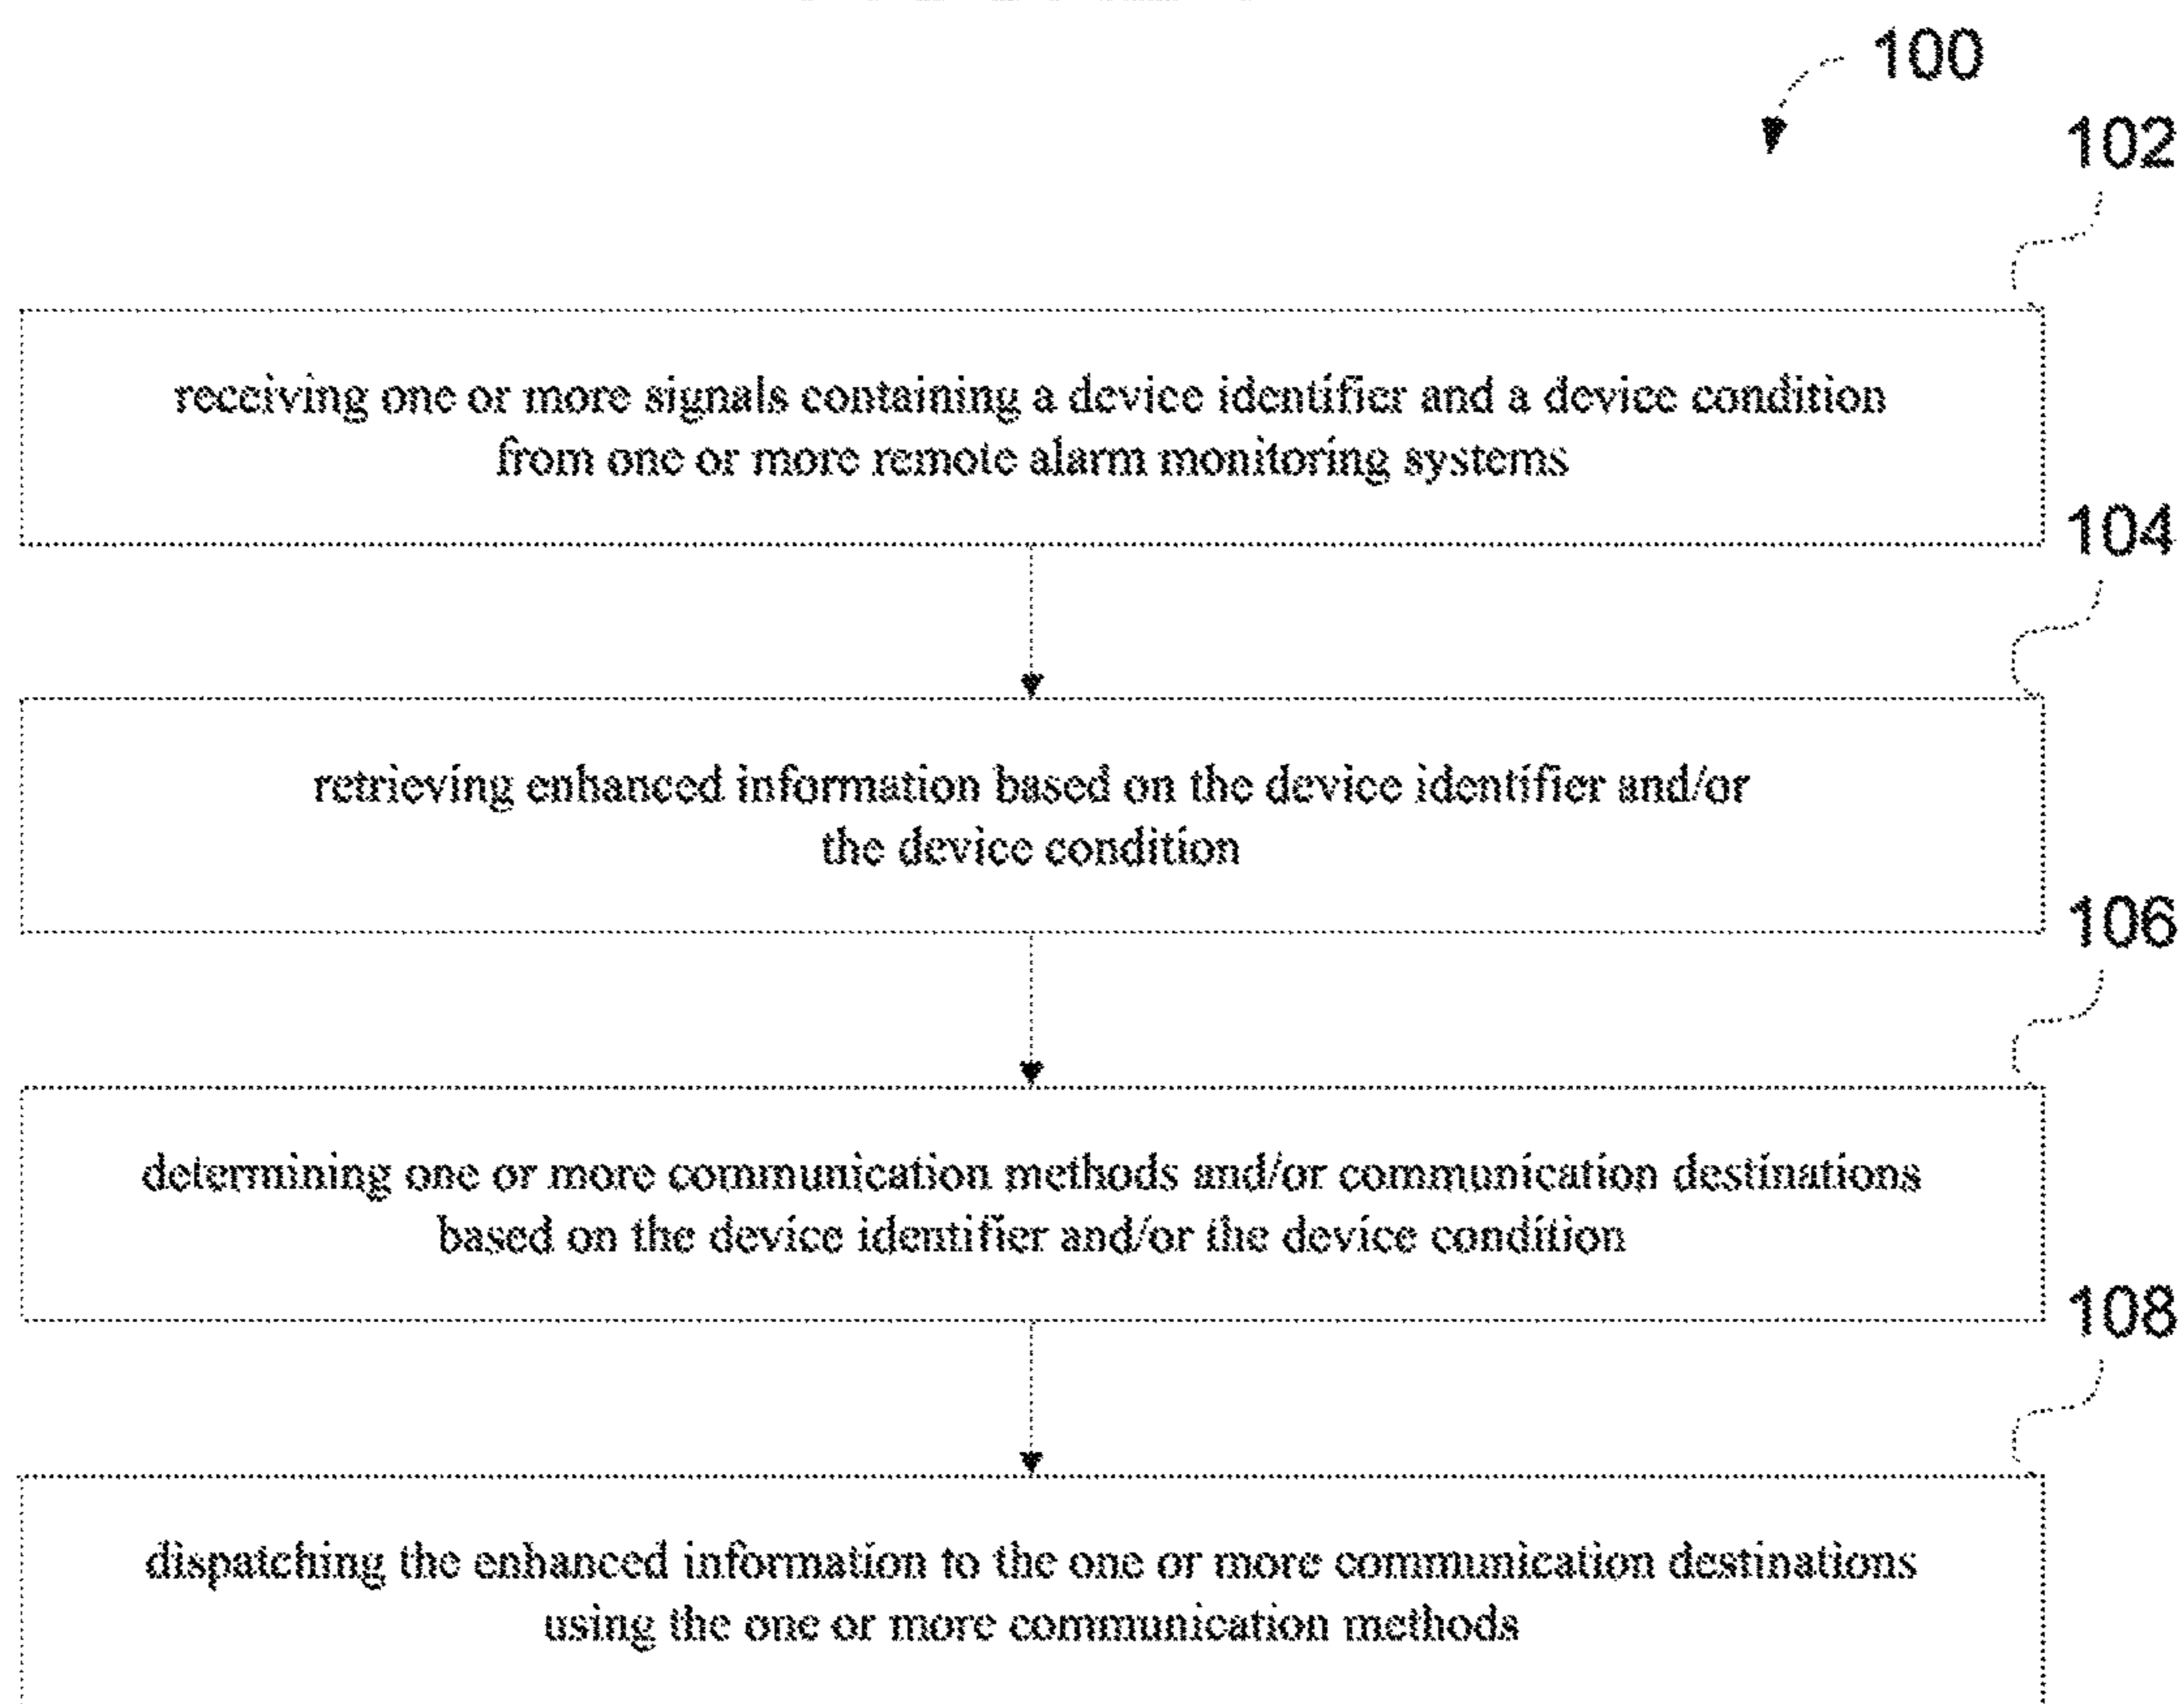 100
102
receiving one or more signals containing a device identifier and a device condition
from one or more remote alarm monitoring systems
104
retrieving enhanced information based on the device identifier and/or
the device condition
106
determining one or more communication methods and/or communication destinations
based on the device identifier and/or the device condition
108
dispatching the enhanced information to the one or more communication destinations
using the one or more communication methods